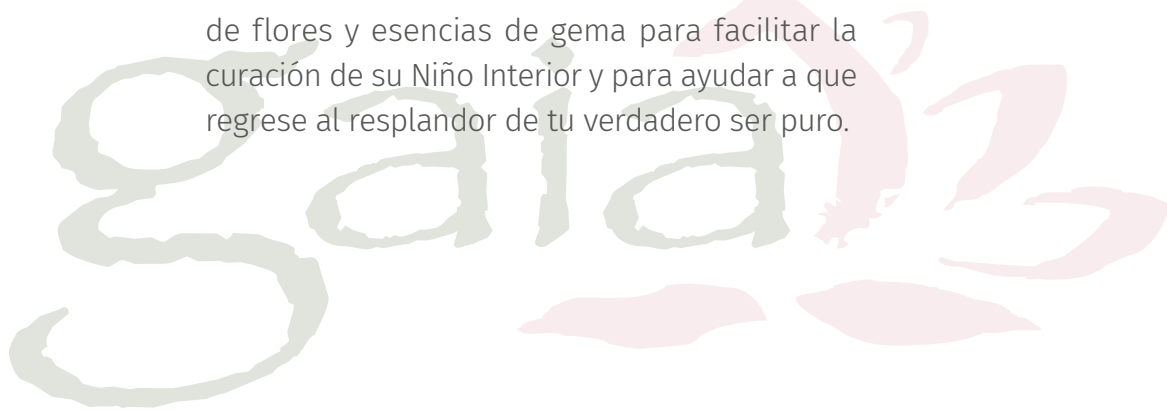 de flores y esencias de gema para facilitar la
curación de su Niño Interior y para ayudar a que
regrese al resplandor de tu verdadero ser puro.
gaia